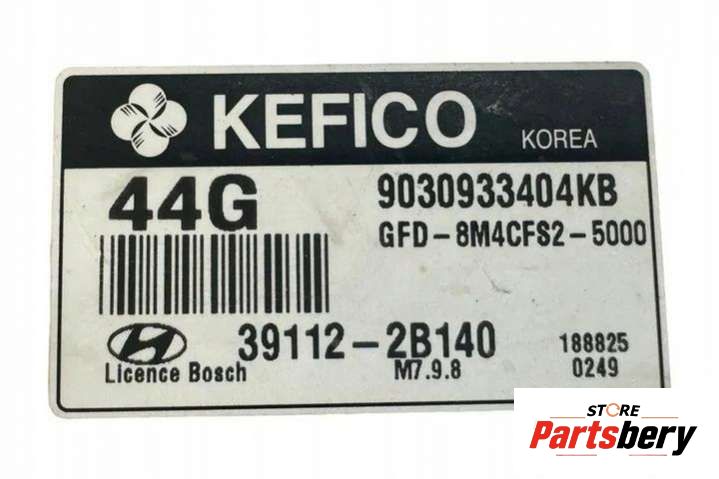 KEFICO KOREA
44G
9030933404KB
GFD-8M4CFS2-5000
39112-2B140
188825
Licence Bosch
M7.9.8
0249
STORE
Partsbery